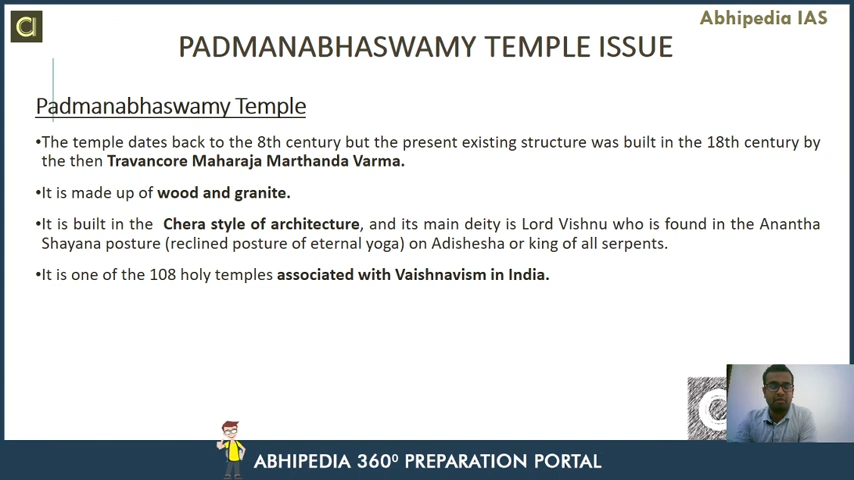 Abhipedia IAS
PADMANABHASWAMY TEMPLE ISSUE
Padmanabhaswamy Temple
•The temple dates back to the 8th century but the present existing structure was built in the 18th century by
the then Travancore Maharaja Marthanda Varma.
•It is made up of wood and granite.
•It is built in the Chera style of architecture, and its main deity is Lord Vishnu who is found in the Anantha
Shayana posture (reclined posture of eternal yoga) on Adishesha or king of all serpents.
•It is one of the 108 holy temples associated with Vaishnavism in India.
ABHIPEDIA 360⁰ PREPARATION PORTAL